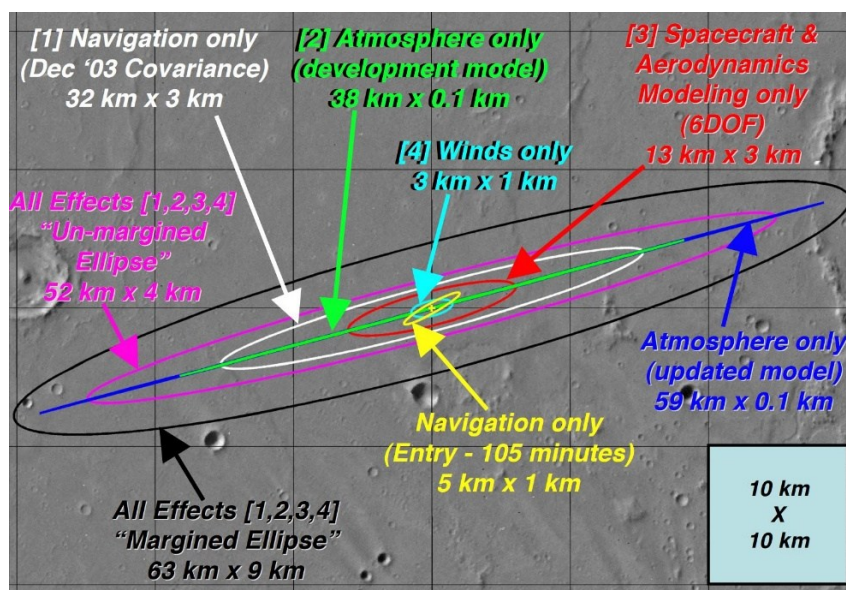 [1] Navigation only
(Dec ‘03 Covariance)
32 km x 3 km
[2] Atmosphere only
(development model)
38 km x 0.1 km
[3] Spacecraft &
Aerodynamics
Modeling only
(6DOF)
13 km x 3 km
[4] Winds only
3 km x 1 km
All Effects [1,2,3,4]
“Un-margined
Ellipse”
52 km x 4 km
Atmosphere only
(updated model)
59 km x 0.1 km
Navigation only
(Entry - 105 minutes)
5 km x 1 km
All Effects [1,2,3,4]
“Margined Ellipse”
63 km x 9 km
10 km
X
10 km